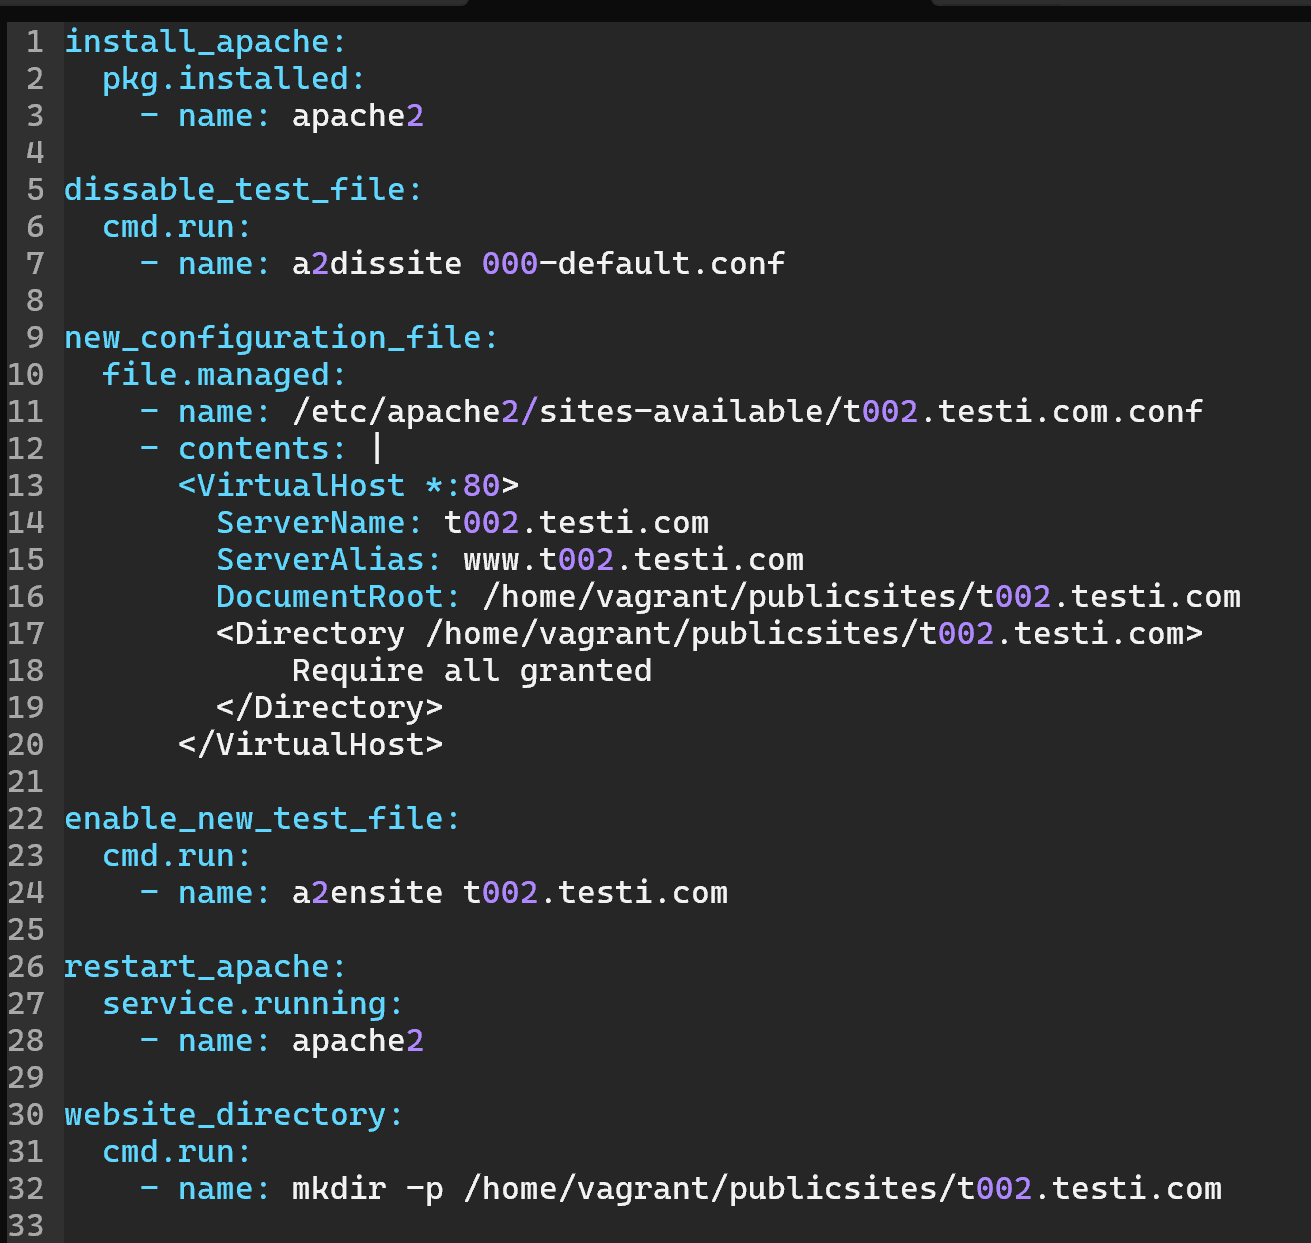 1 install_apache:
2   pkg.installed:
3     - name: apache2
4
5 dissable_test_file:
6   cmd.run:
7     - name: a2dissite 000-default.conf
8
9 new_configuration_file:
10   file.managed:
11     - name: /etc/apache2/sites-available/t002.testi.com.conf
12     - contents: |
13       <VirtualHost *:80>
14         ServerName: t002.testi.com
15         ServerAlias: www.t002.testi.com
16         DocumentRoot: /home/vagrant/publicsites/t002.testi.com
17         <Directory /home/vagrant/publicsites/t002.testi.com>
18             Require all granted
19         </Directory>
20       </VirtualHost>
21
22 enable_new_test_file:
23   cmd.run:
24     - name: a2ensite t002.testi.com
25
26 restart_apache:
27   service.running:
28     - name: apache2
29
30 website_directory:
31   cmd.run:
32     - name: mkdir -p /home/vagrant/publicsites/t002.testi.com
33